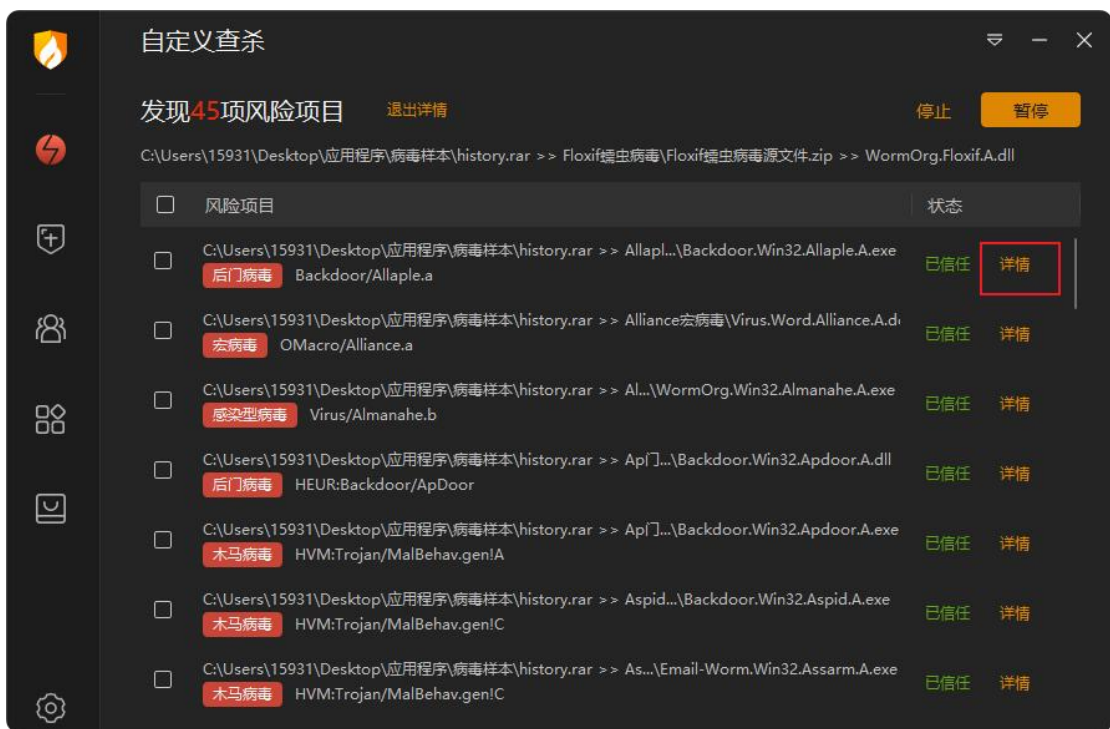 自定义查杀
发现45项风险项目 退出详情 停止 暂停
C:\Users\15931\Desktop\应用程序\病毒样本\history.rar >> Floxif蠕虫病毒\Floxif蠕虫病毒源文件.zip >> WormOrg.Floxif.A.dll
风险项目 状态
C:\Users\15931\Desktop\应用程序\病毒样本\history.rar >> Allapl...\Backdoor.Win32.Allaple.A.exe
后门病毒 Backdoor/Allaple.a 已信任 详情
C:\Users\15931\Desktop\应用程序\病毒样本\history.rar >> Alliance宏病毒\Virus.Word.Alliance.A.d
宏病毒 OMacro/Alliance.a 已信任 详情
C:\Users\15931\Desktop\应用程序\病毒样本\history.rar >> Al...\WormOrg.Win32.Almanahe.A.exe
感染型病毒 Virus/Almanahe.b 已信任 详情
C:\Users\15931\Desktop\应用程序\病毒样本\history.rar >> Ap门...\Backdoor.Win32.Apdoor.A.dll
后门病毒 HEUR:Backdoor/ApDoor 已信任 详情
C:\Users\15931\Desktop\应用程序\病毒样本\history.rar >> Ap门...\Backdoor.Win32.Apdoor.A.exe
木马病毒 HVM:Trojan/MalBehav.gen!A 已信任 详情
C:\Users\15931\Desktop\应用程序\病毒样本\history.rar >> Aspid...\Backdoor.Win32.Aspid.A.exe
木马病毒 HVM:Trojan/MalBehav.gen!C 已信任 详情
C:\Users\15931\Desktop\应用程序\病毒样本\history.rar >> As...\Email-Worm.Win32.Assarm.A.exe
木马病毒 HVM:Trojan/MalBehav.gen!C 已信任 详情